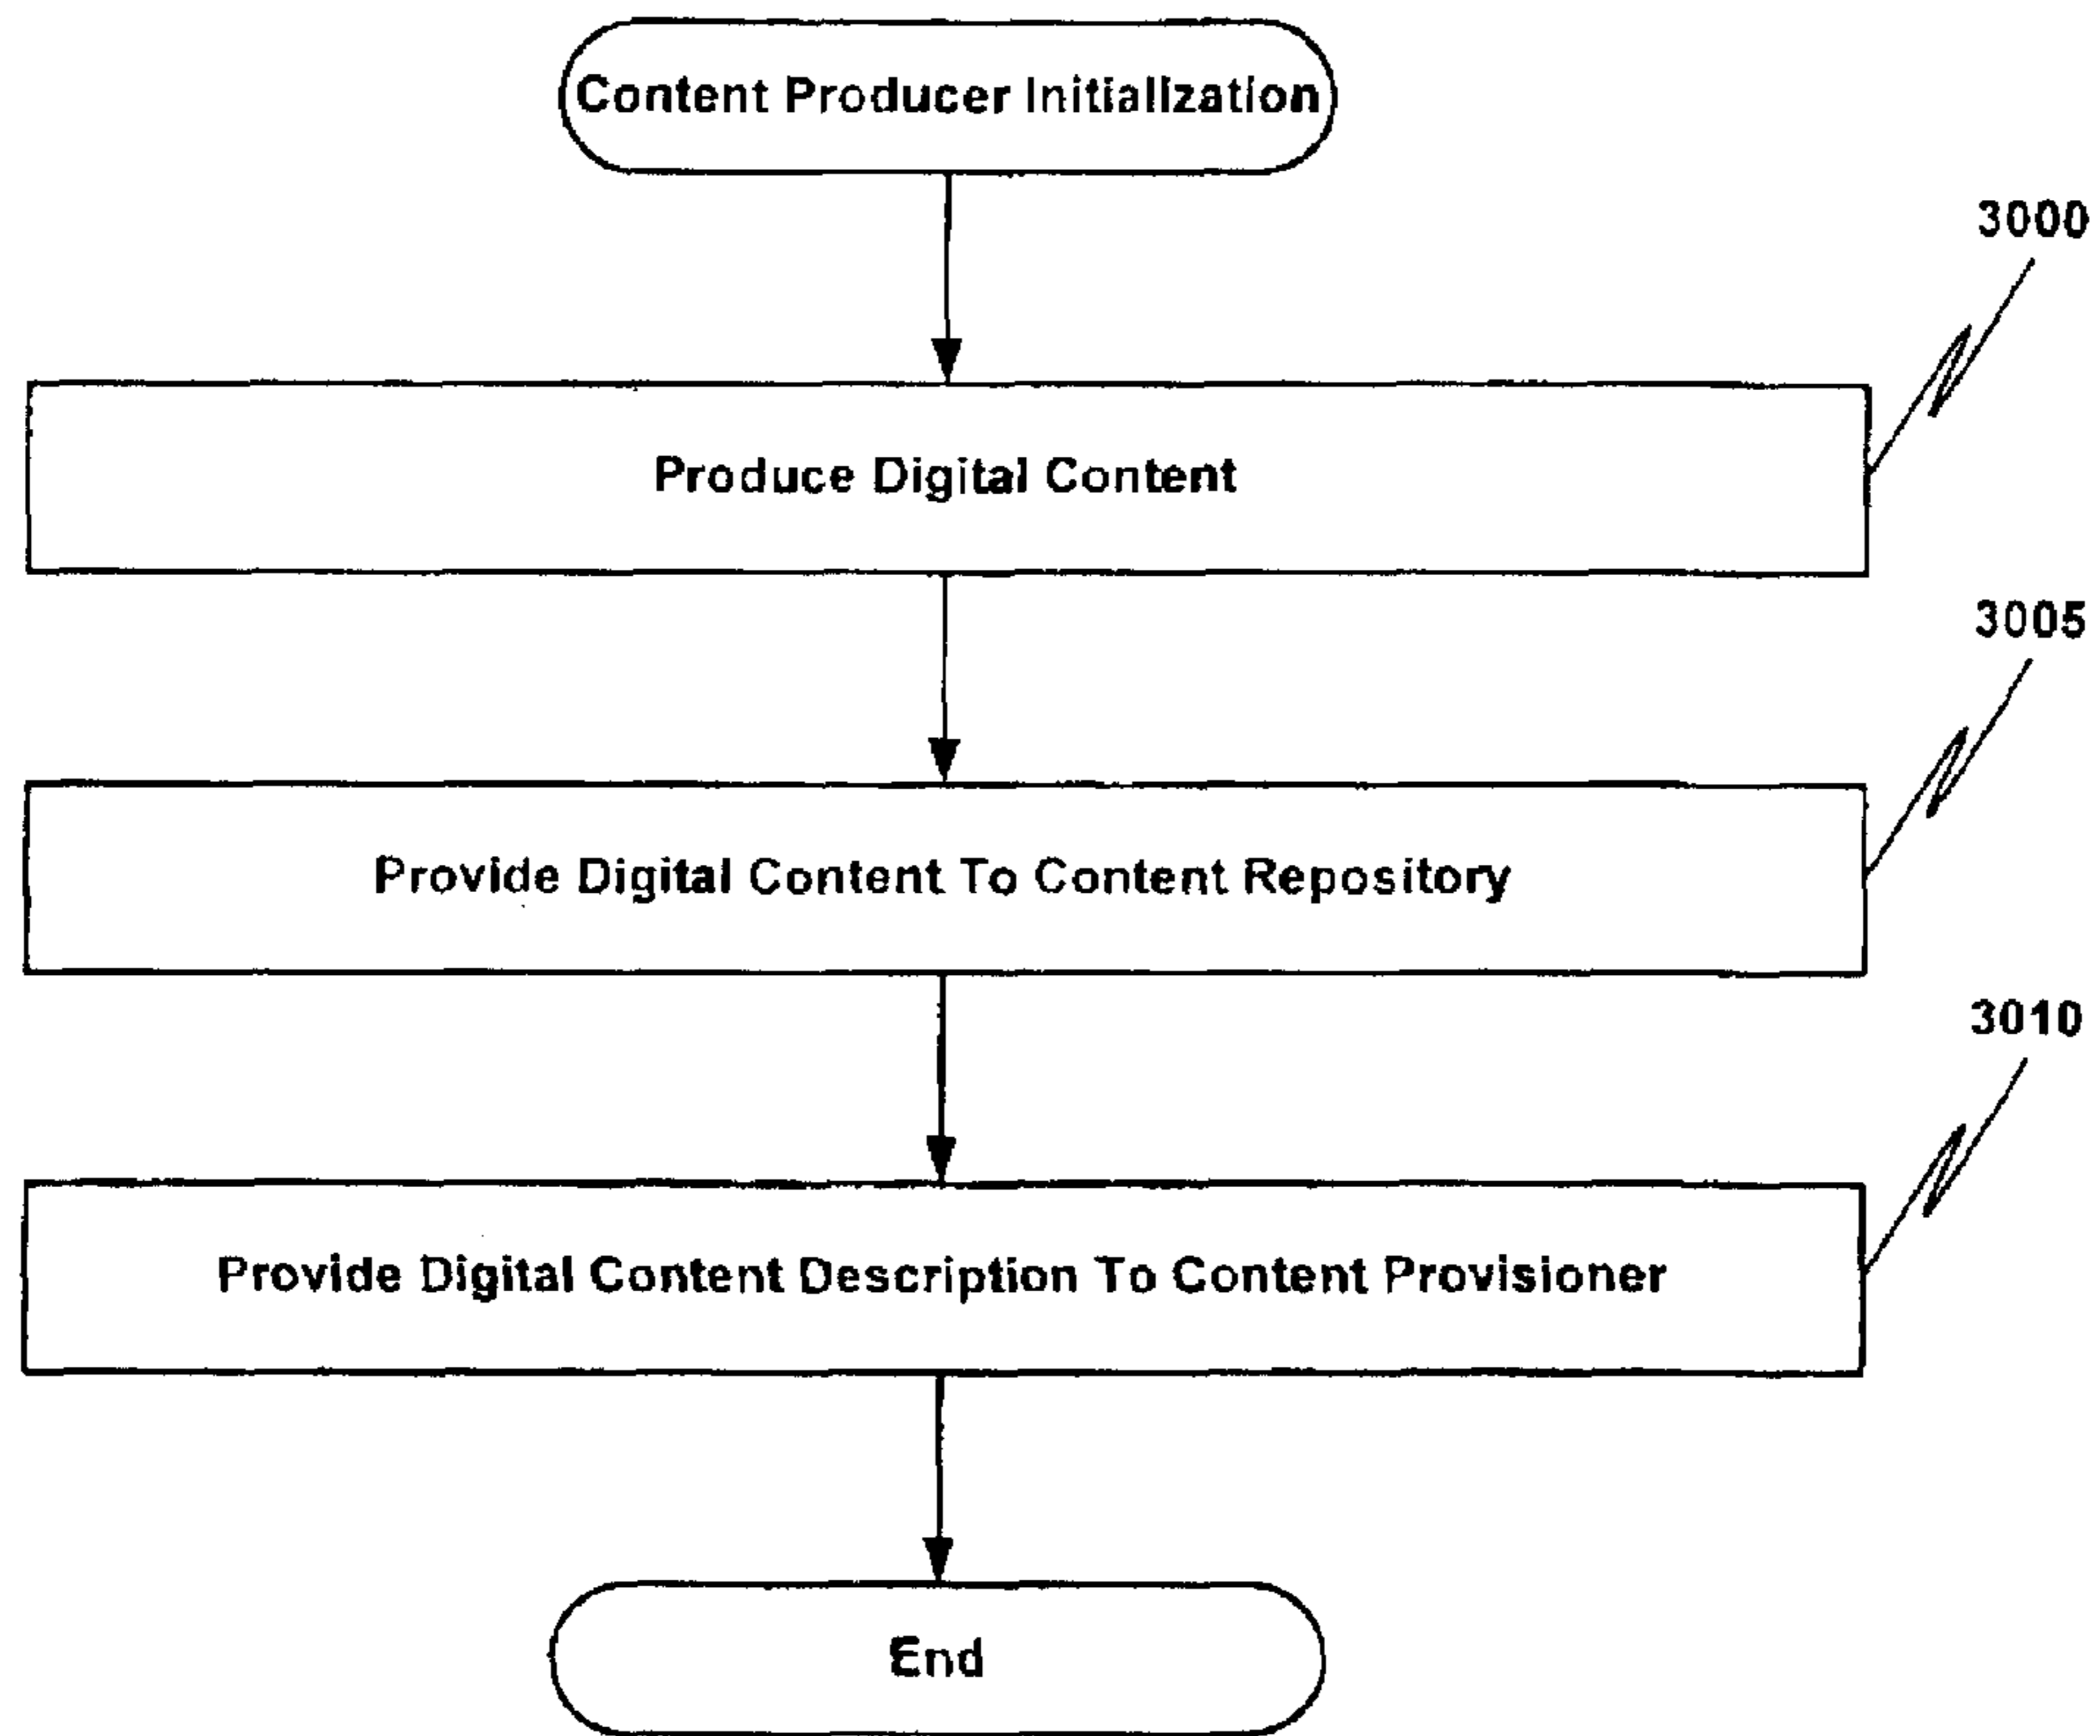 Content Producer Initialization
3000
Produce Digital Content
3005
Provide Digital Content To Content Repository
3010
Provide Digital Content Description To Content Provisioner
End